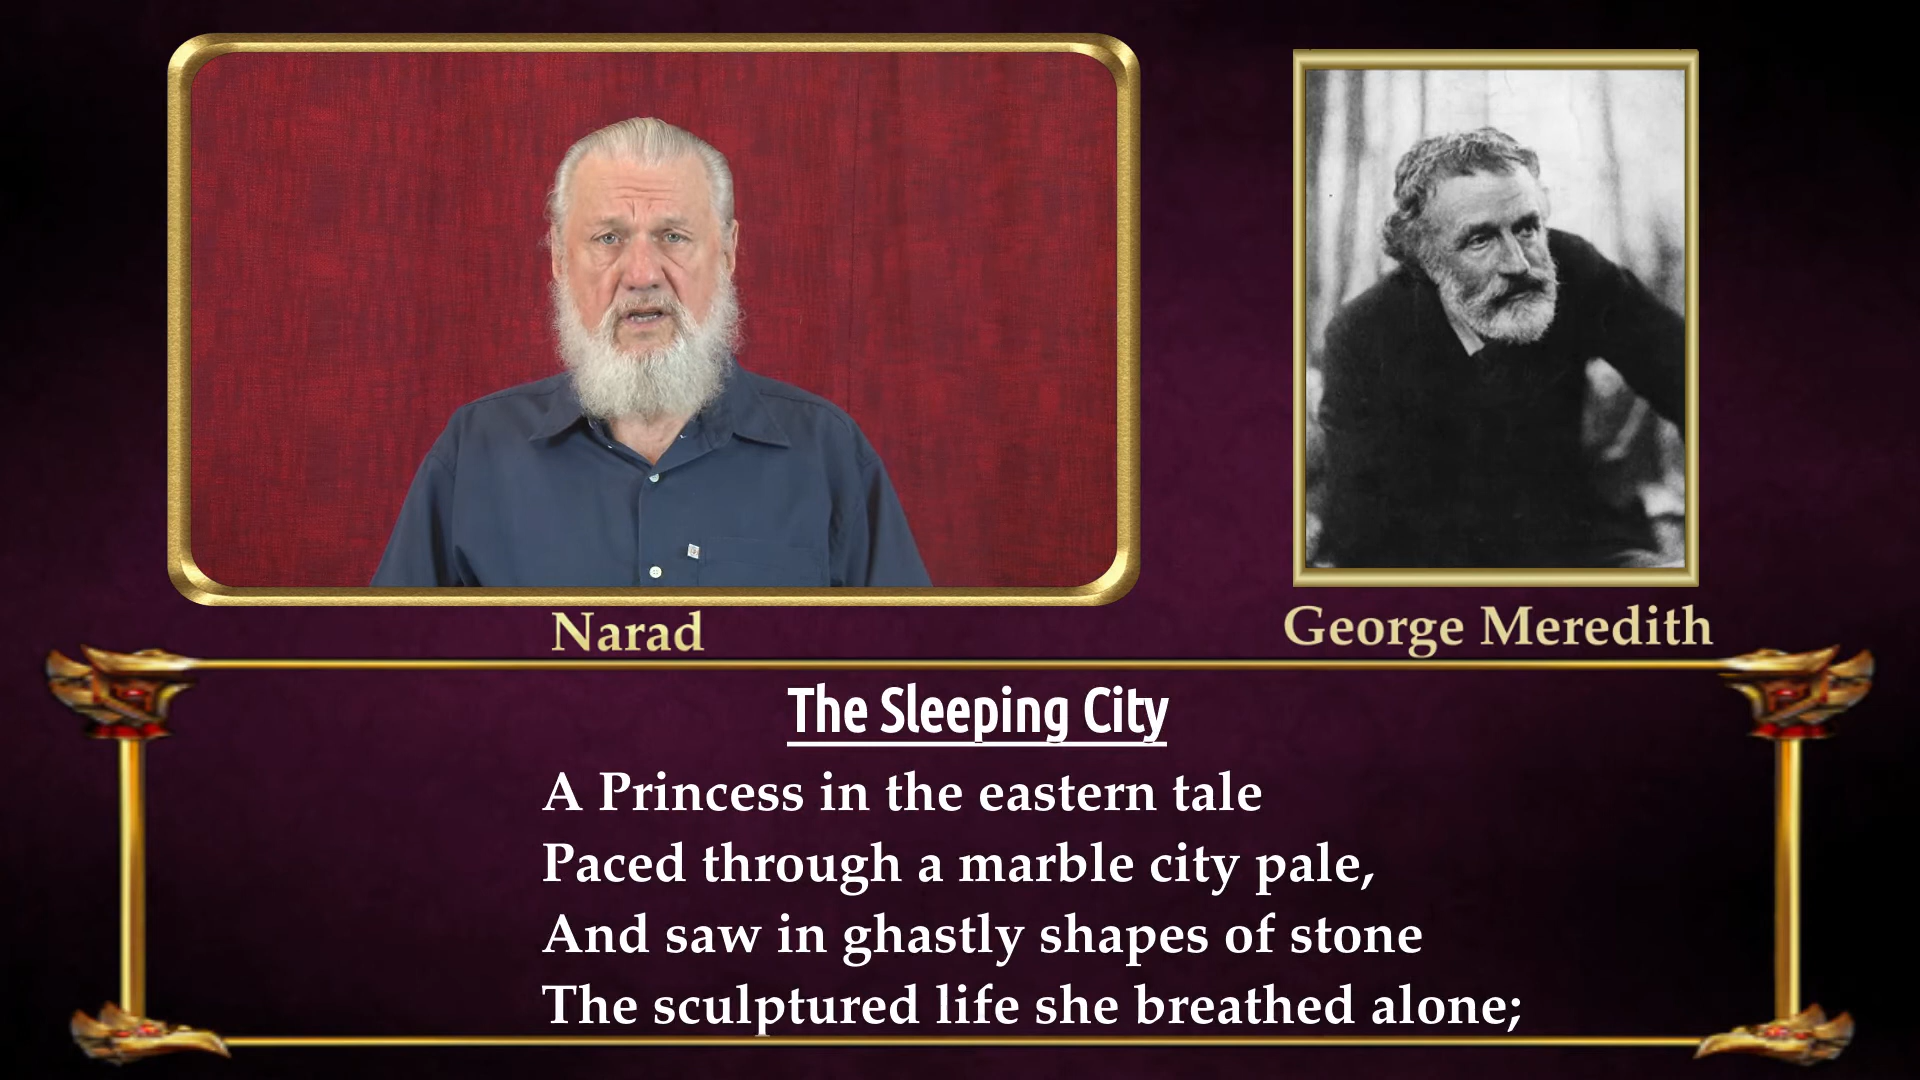 Narad
George Meredith
The Sleeping City
A Princess in the eastern tale
Paced through a marble city pale,
And saw in ghastly shapes of stone
The sculptured life she breathed alone;